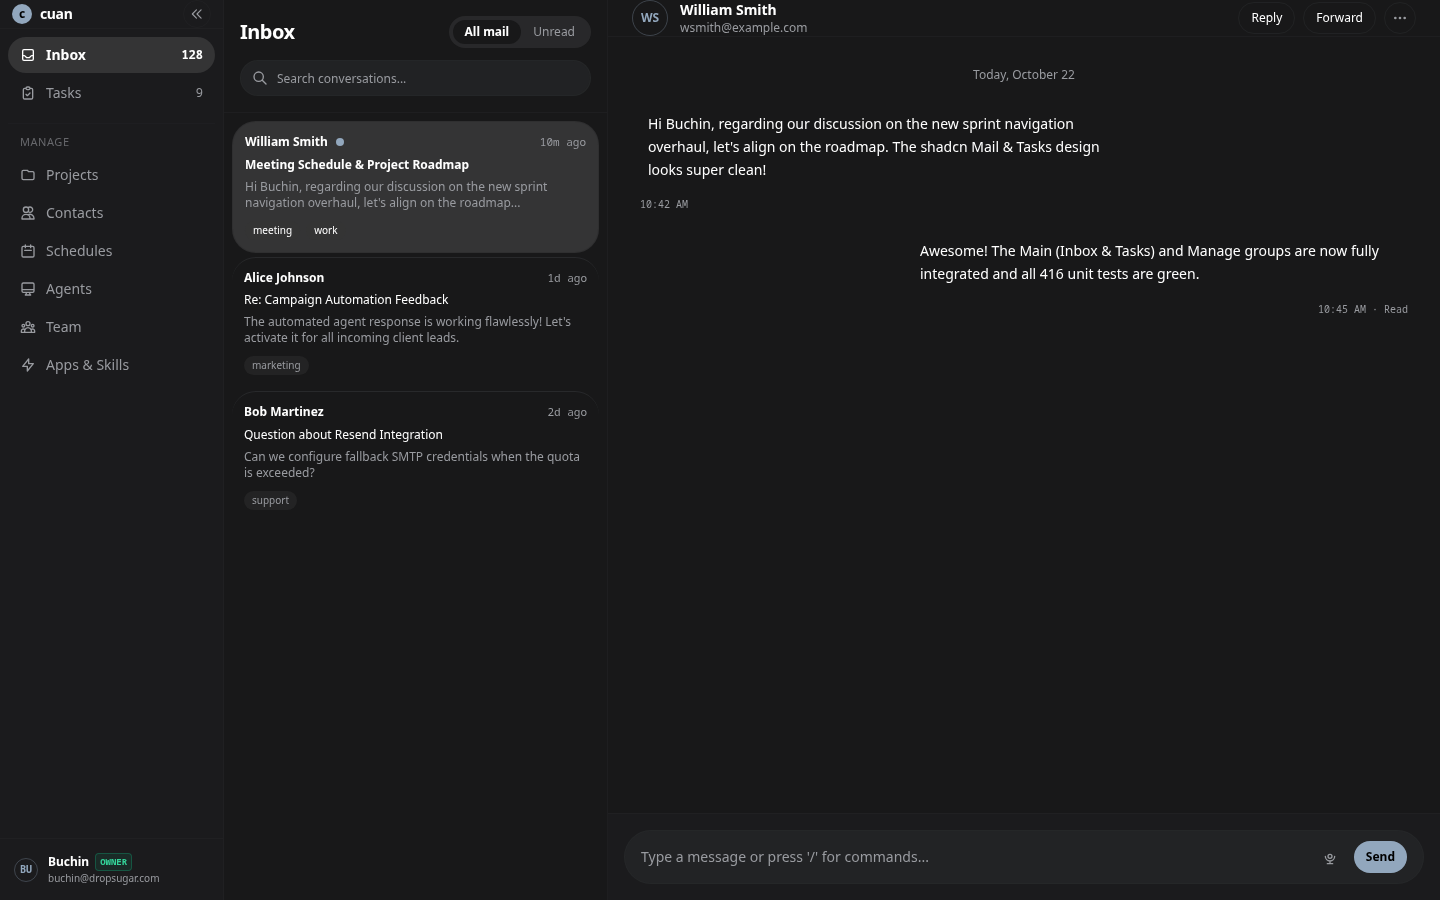 c cuan
Inbox 128
Tasks 9
MANAGE
Projects
Contacts
Schedules
Agents
Team
Apps & Skills
BU
Buchin OWNER
buchin@dropsugar.com
Inbox
All mail Unread
Search conversations...
William Smith 10m ago
Meeting Schedule & Project Roadmap
Hi Buchin, regarding our discussion on the new sprint
navigation overhaul, let's align on the roadmap...
meeting work
Alice Johnson 1d ago
Re: Campaign Automation Feedback
The automated agent response is working flawlessly! Let's
activate it for all incoming client leads.
marketing
Bob Martinez 2d ago
Question about Resend Integration
Can we configure fallback SMTP credentials when the quota
is exceeded?
support
WS
William Smith
wsmith@example.com
Reply Forward
Today, October 22
Hi Buchin, regarding our discussion on the new sprint navigation
overhaul, let's align on the roadmap. The shadcn Mail & Tasks design
looks super clean!
10:42 AM
Awesome! The Main (Inbox & Tasks) and Manage groups are now fully
integrated and all 416 unit tests are green.
10:45 AM · Read
Type a message or press '/' for commands...
Send